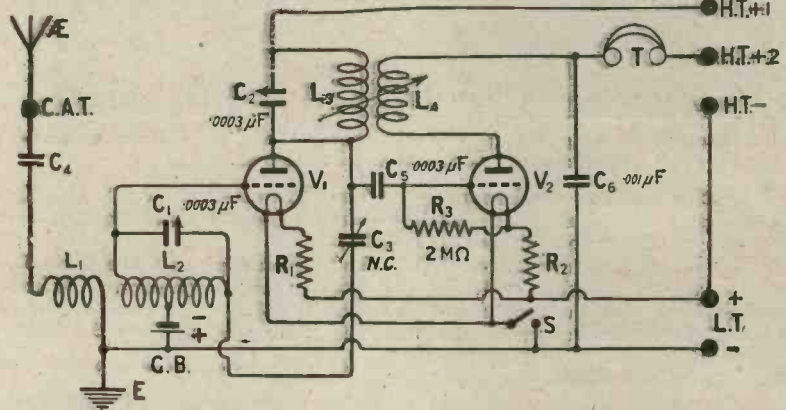 Æ
H.T.+1
H.T.+2
H.T.-
C.A.T.
C₂
.0003µF
L₃
L₄
T
C₄
V₁
C₅ .0003µF
V₂
C₆ .001µF
C₁ .0003µF
L₂
R₁
C₃
N.C.
R₃
2MΩ
R₂
L₁
- +
G.B.
S
+
L.T.
-
E